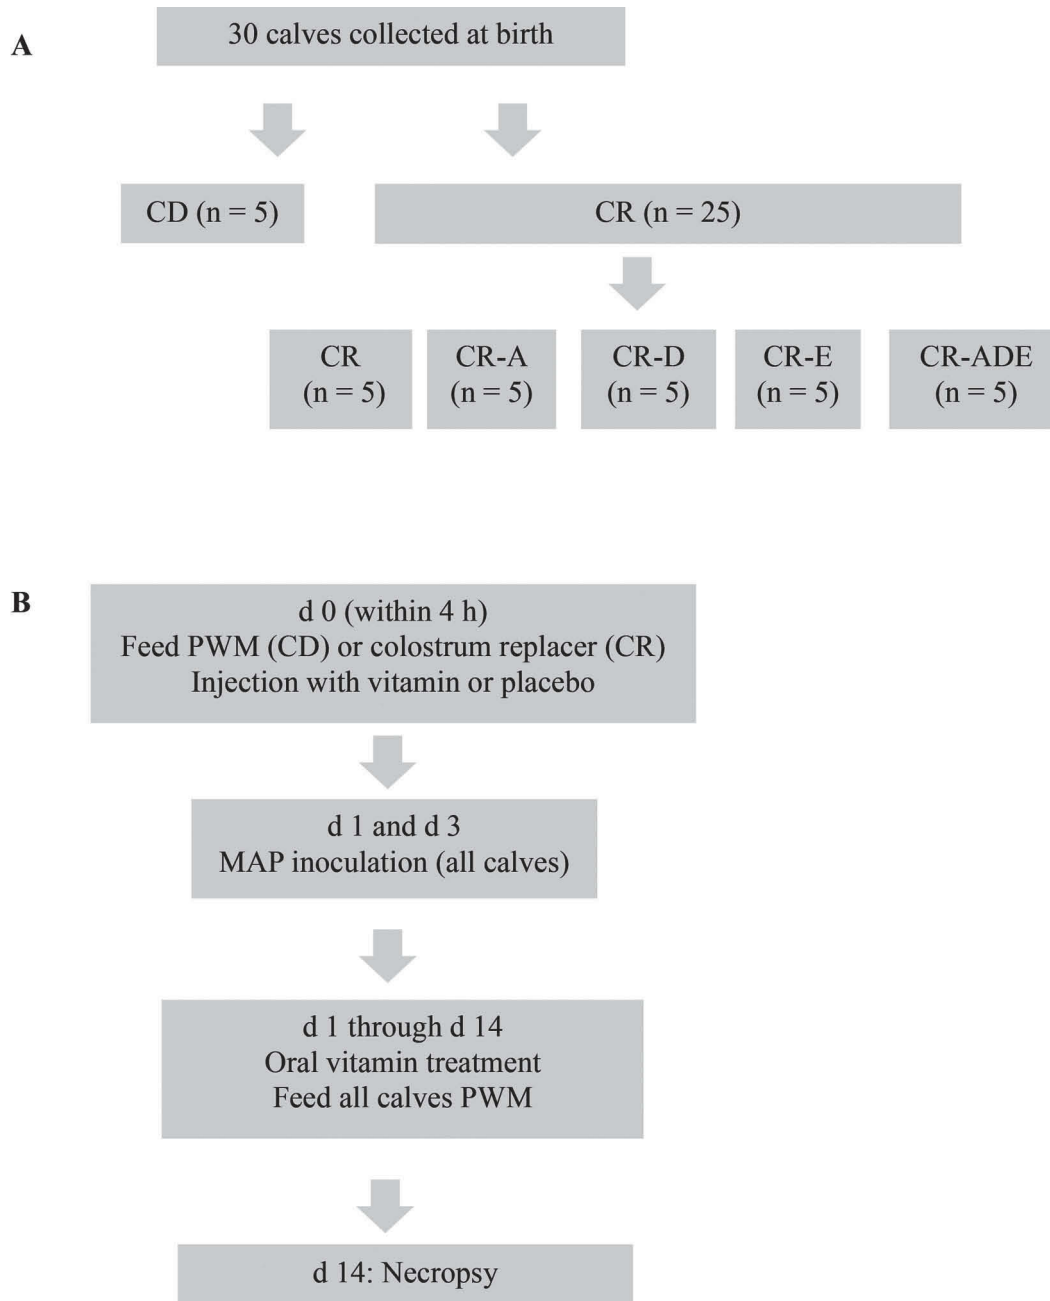 A
30 calves collected at birth
CD (n = 5)
CR (n = 25)
CR
(n = 5)
CR-A
(n = 5)
CR-D
(n = 5)
CR-E
(n = 5)
CR-ADE
(n = 5)
B
d 0 (within 4 h)
Feed PWM (CD) or colostrum replacer (CR)
Injection with vitamin or placebo
d 1 and d 3
MAP inoculation (all calves)
d 1 through d 14
Oral vitamin treatment
Feed all calves PWM
d 14: Necropsy